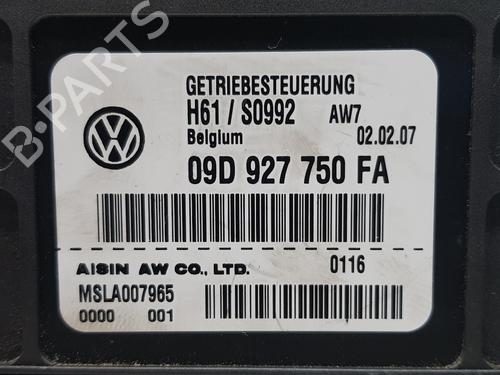 GETRIEBESTEUERUNG
H61 / S0992 AW7
Belgium 02.02.07
09D 927 750 FA
AISIN AW CO., LTD. 0116
MSLA007965
0000 001
B-PARTS